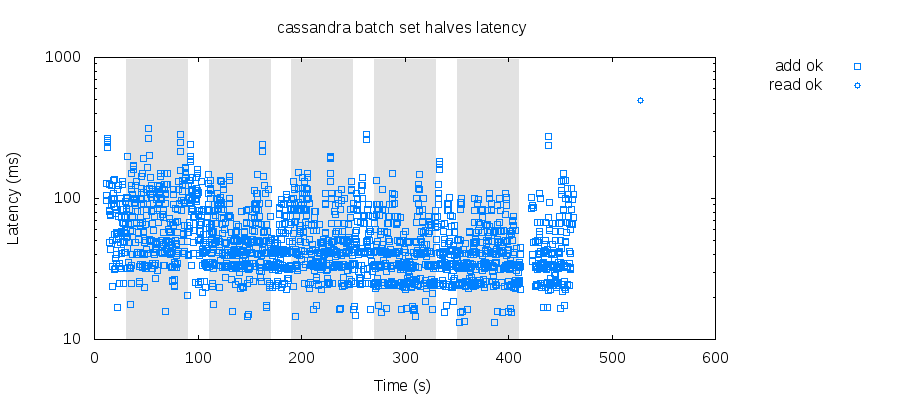 cassandra batch set halves latency
1000
100
10
Latency (ms)
0 100 200 300 400 500 600
Time (s)
add ok
read ok